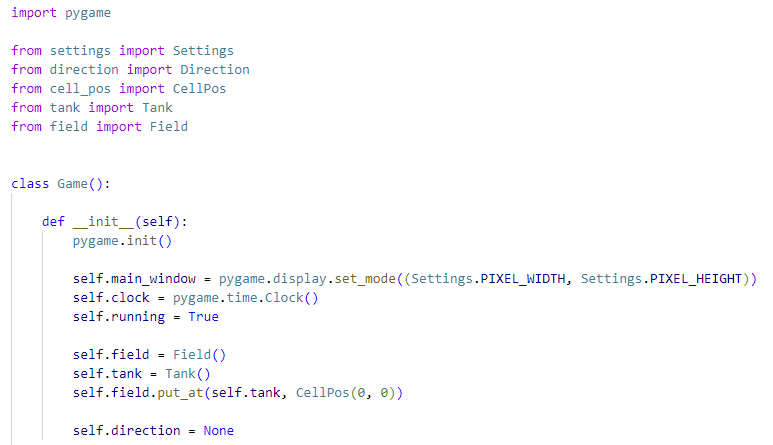 import pygame
from settings import Settings
from direction import Direction
from cell_pos import CellPos
from tank import Tank
from field import Field
class Game():
def __init__(self):
pygame.init()
self.main_window = pygame.display.set_mode((Settings.PIXEL_WIDTH, Settings.PIXEL_HEIGHT))
self.clock = pygame.time.Clock()
self.running = True
self.field = Field()
self.tank = Tank()
self.field.put_at(self.tank, CellPos(0, 0))
self.direction = None